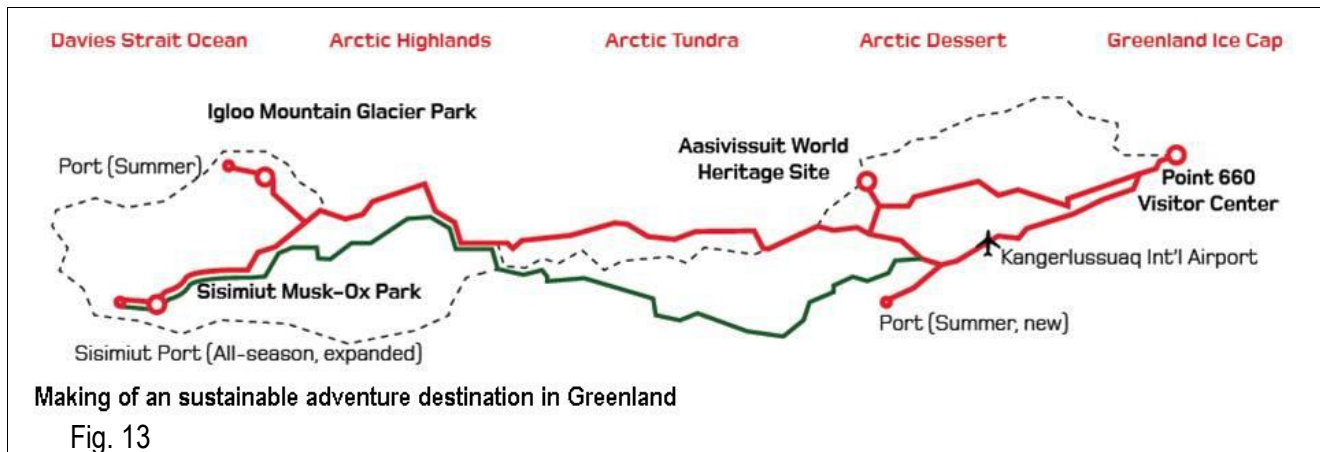 Davies Strait Ocean Arctic Highlands Arctic Tundra Arctic Dessert Greenland Ice Cap
Igloo Mountain Glacier Park
Port (Summer)
Aasivissuit World
Heritage Site
Point 660
Visitor Center
Kangerlussuaq Int'l Airport
Sisimiut Musk-Ox Park
Port (Summer, new)
Sisimiut Port (All-season, expanded)
Making of an sustainable adventure destination in Greenland
Fig. 13